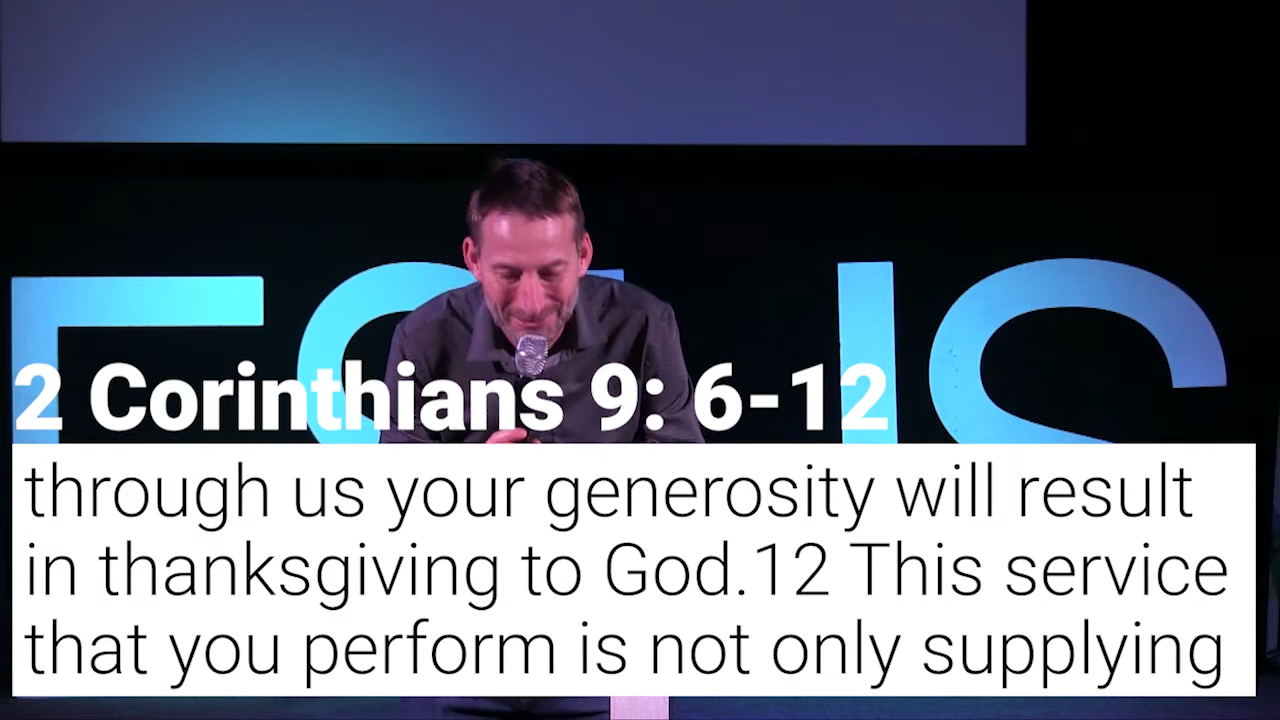 ESUS
2 Corinthians 9: 6-12
through us your generosity will result
in thanksgiving to God.12 This service
that you perform is not only supplying